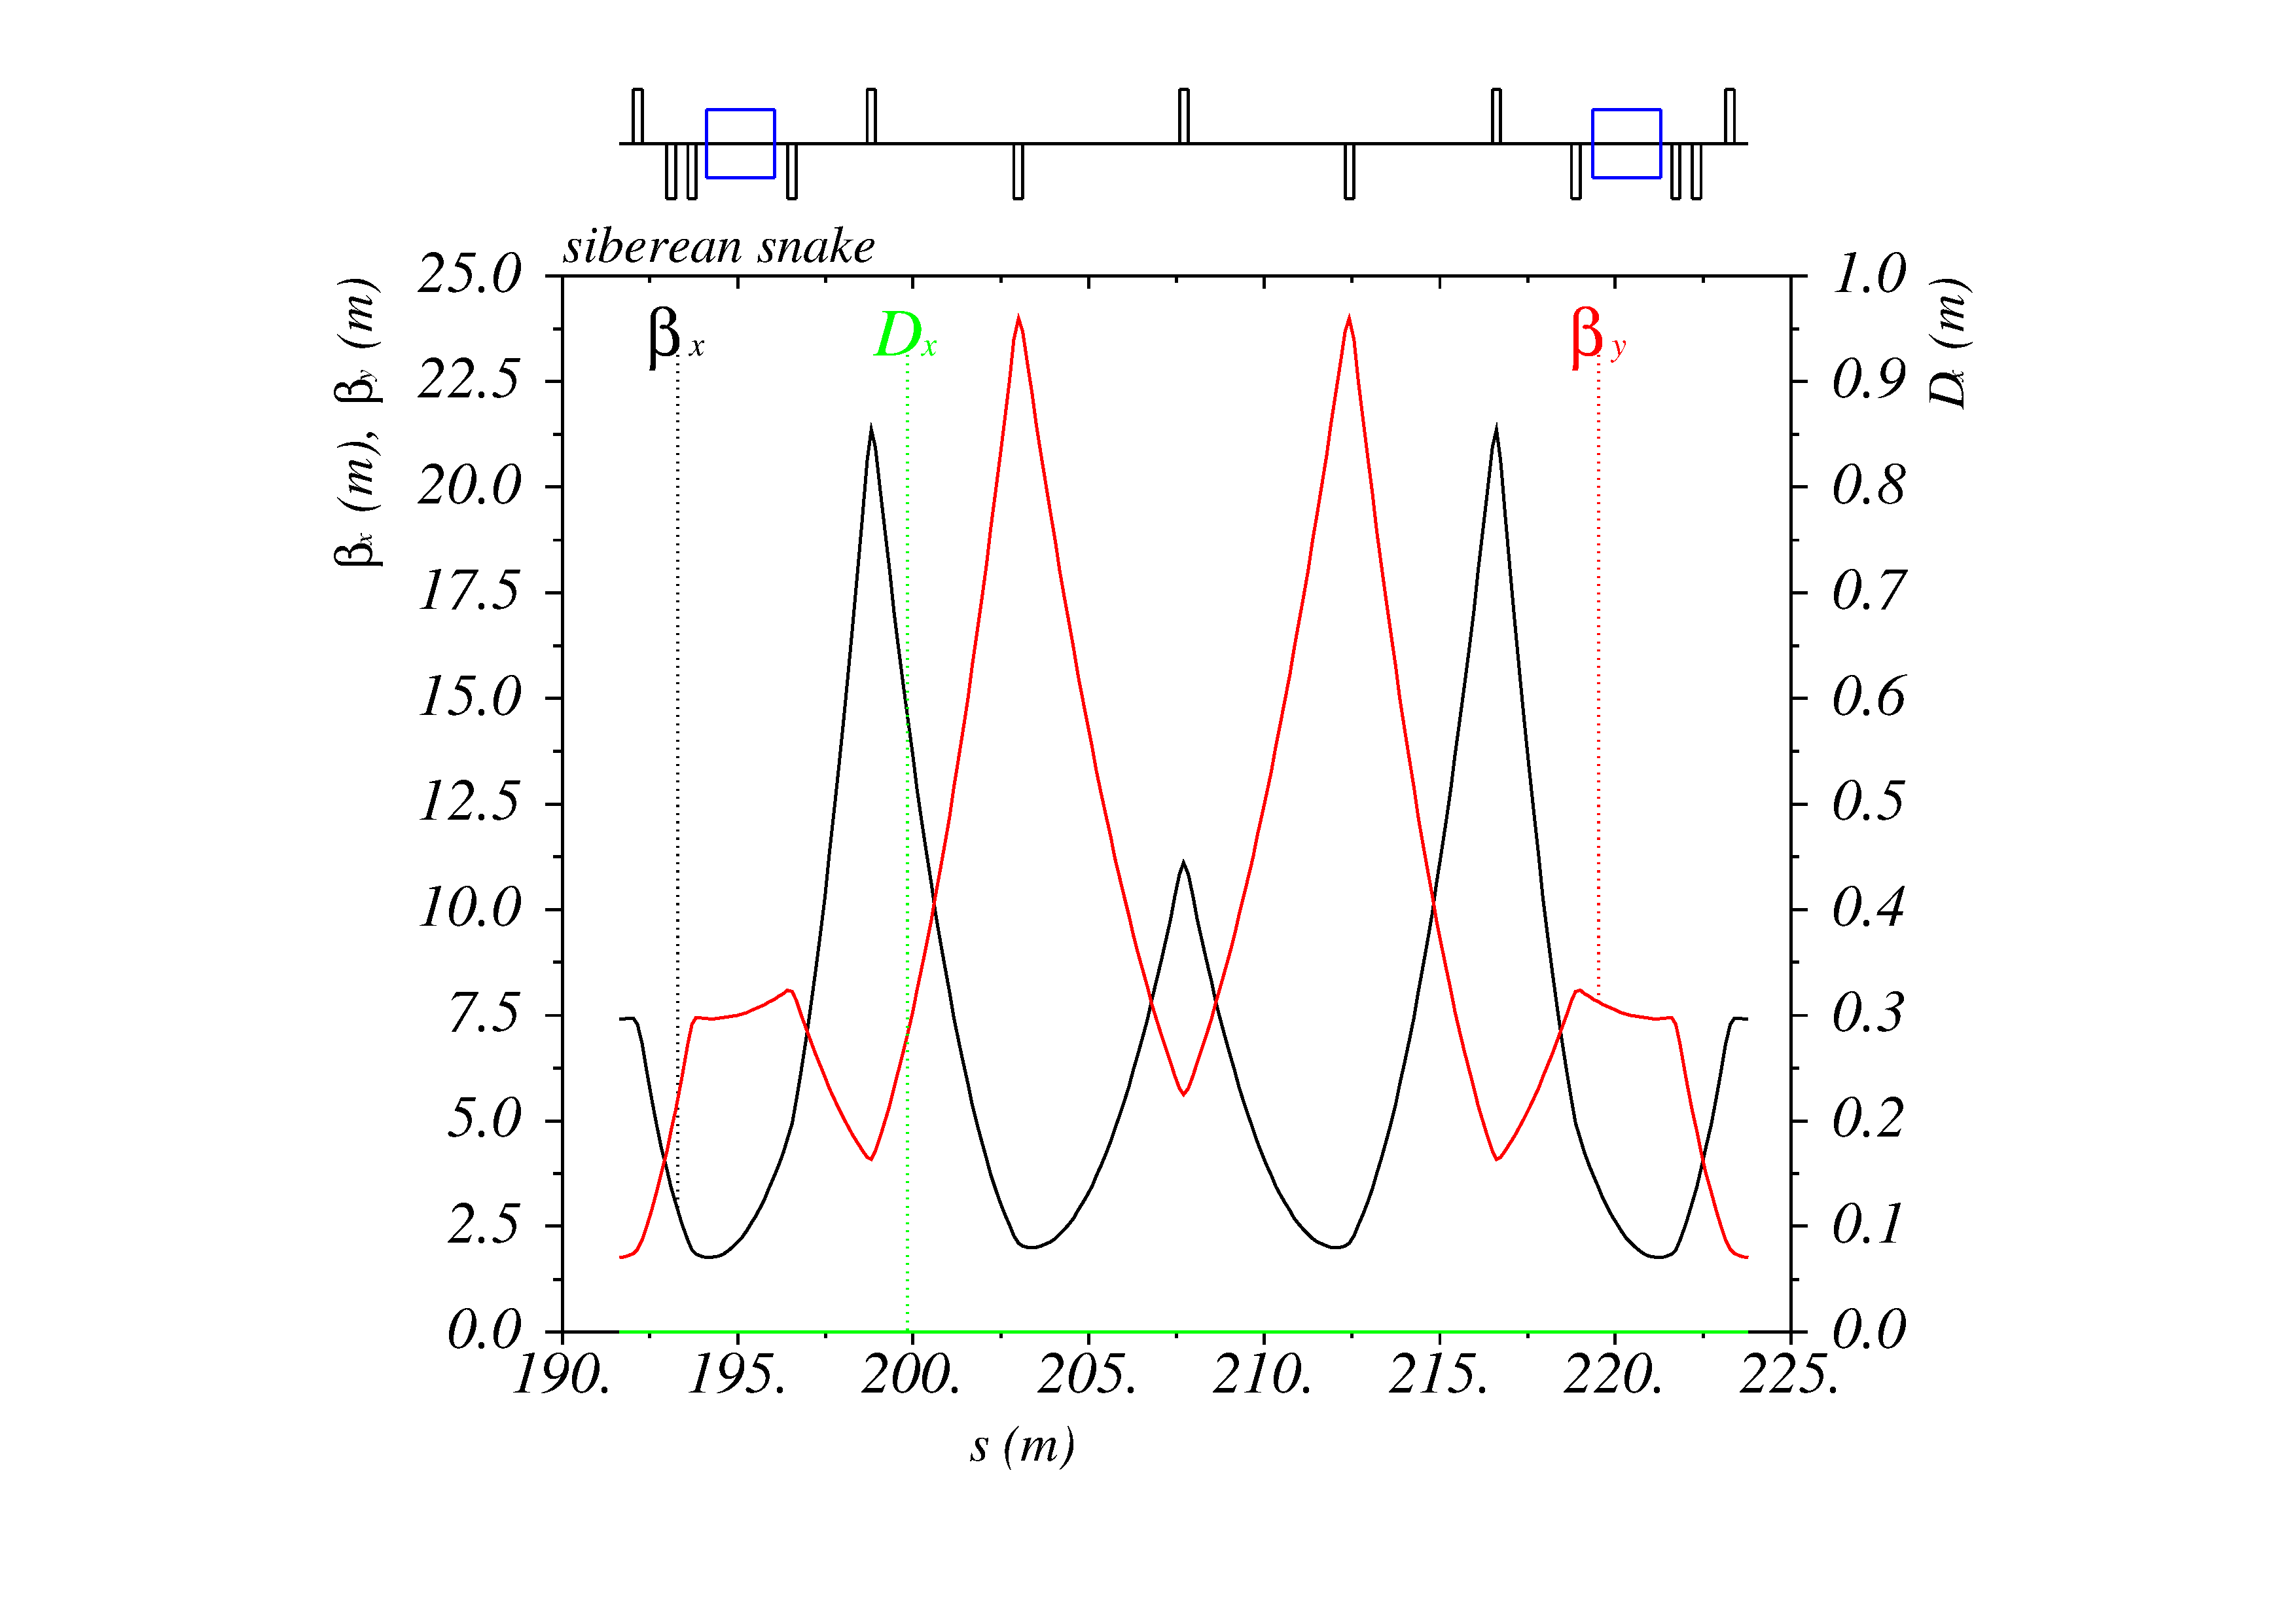 siberean snake
βx (m), βy (m)
Dx (m)
25.0
22.5
20.0
17.5
15.0
12.5
10.0
7.5
5.0
2.5
0.0
βx
Dx
βy
1.0
0.9
0.8
0.7
0.6
0.5
0.4
0.3
0.2
0.1
0.0
190. 195. 200. 205. 210. 215. 220. 225.
s (m)